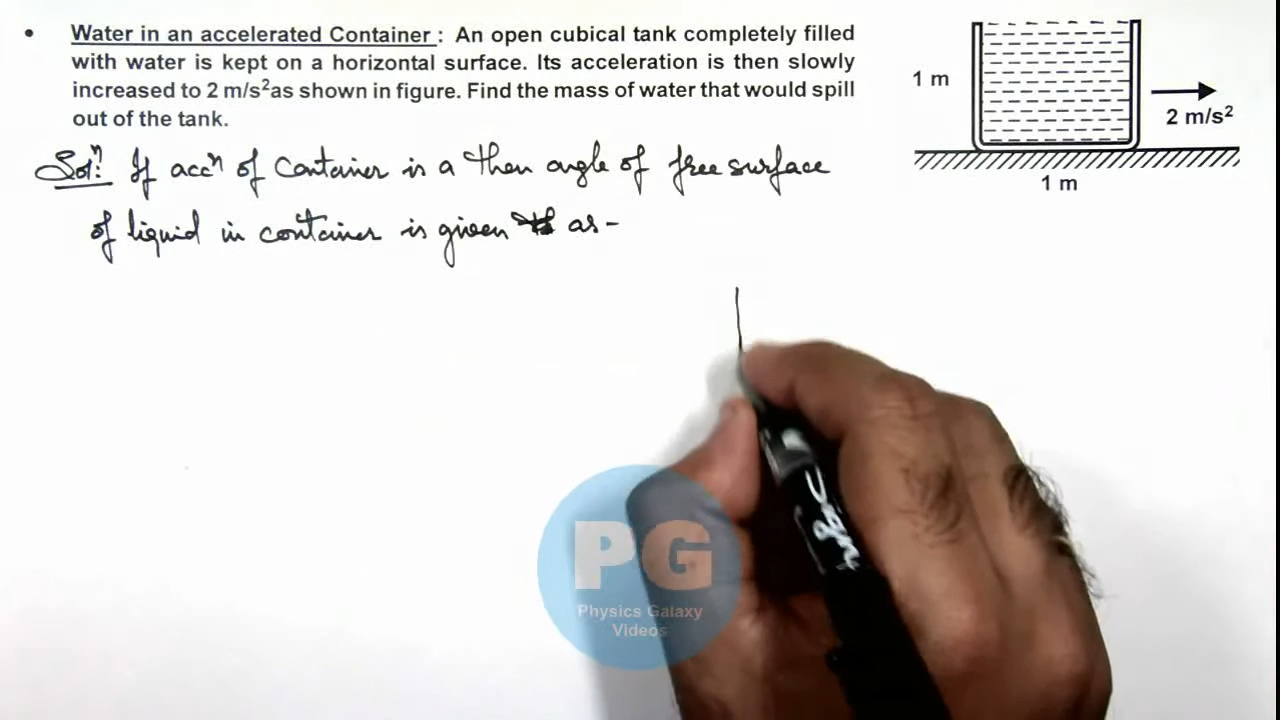 • Water in an accelerated Container : An open cubical tank completely filled
with water is kept on a horizontal surface. Its acceleration is then slowly
increased to 2 m/s²as shown in figure. Find the mass of water that would spill
out of the tank.
1 m
2 m/s²
1 m
Solⁿ: If accⁿ of container is a then angle of free surface
of liquid in container is given as-
PG
Physics Galaxy
Videos